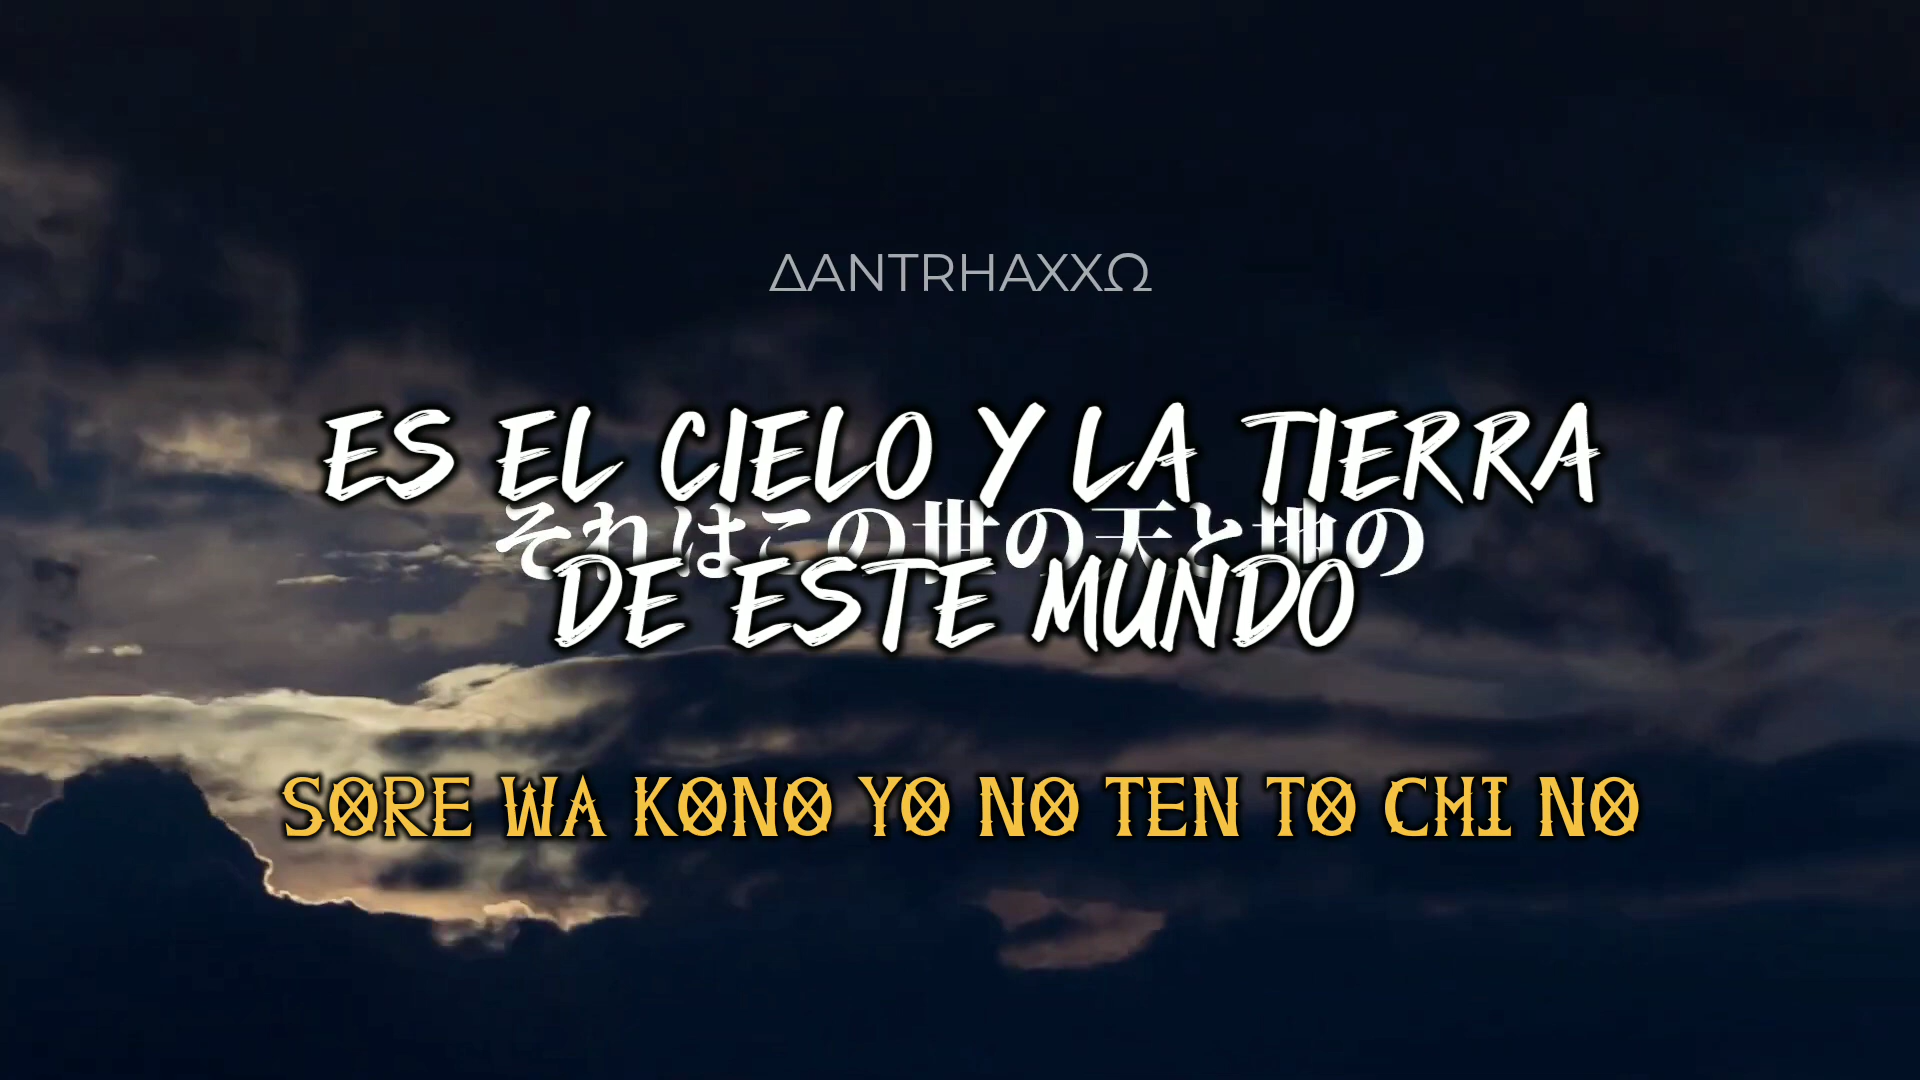 ΔANTRHAXXΩ
ES EL CIELO Y LA TIERRA
それはこの世の天と地の
DE ESTE MUNDO
SORE WA KONO YO NO TEN TO CHI NO